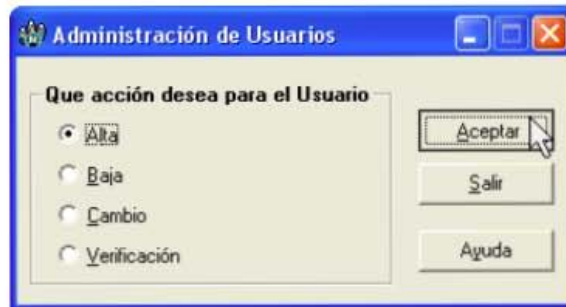 Administración de Usuarios
Que acción desea para el Usuario
Alta
Baja
Cambio
Verificación
Aceptar
Salir
Ayuda